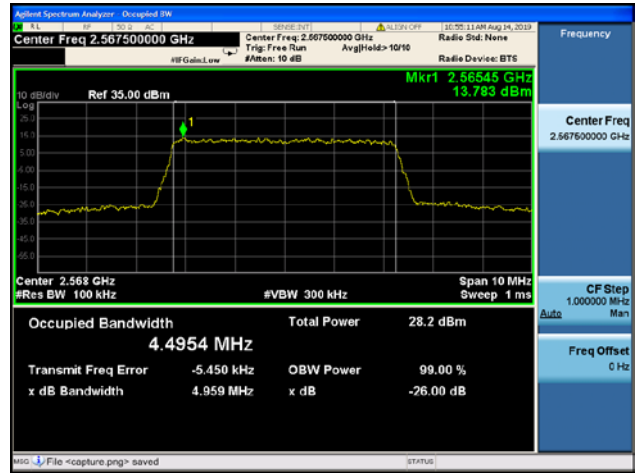 Agilent Spectrum Analyzer Occupied BW
RL RF 50 Ω AC SENSE:INT ALIGN OFF 10:55:11 AM Aug 14, 2019
Center Freq 2.567500000 GHz
Center Freq: 2.567500000 GHz
Radio Std: None
Trig: Free Run Avg|Hold:> 10/10
#IFGain:Low #Atten: 10 dB Radio Device: BTS
Frequency
Mkr1 2.56545 GHz
13.783 dBm
10 dB/div Ref 35.00 dBm
Log
25.0
15.0
5.00
-5.00
-15.0
-25.0
-35.0
-45.0
-55.0
1
Center 2.568 GHz Span 10 MHz
#Res BW 100 kHz #VBW 300 kHz Sweep 1 ms
Occupied Bandwidth Total Power 28.2 dBm
4.4954 MHz
Transmit Freq Error -5.450 kHz OBW Power 99.00 %
x dB Bandwidth 4.959 MHz x dB -26.00 dB
Center Freq
2.567500000 GHz
CF Step
1.000000 MHz
Auto Man
Freq Offset
0 Hz
MSG File <capture.png> saved STATUS